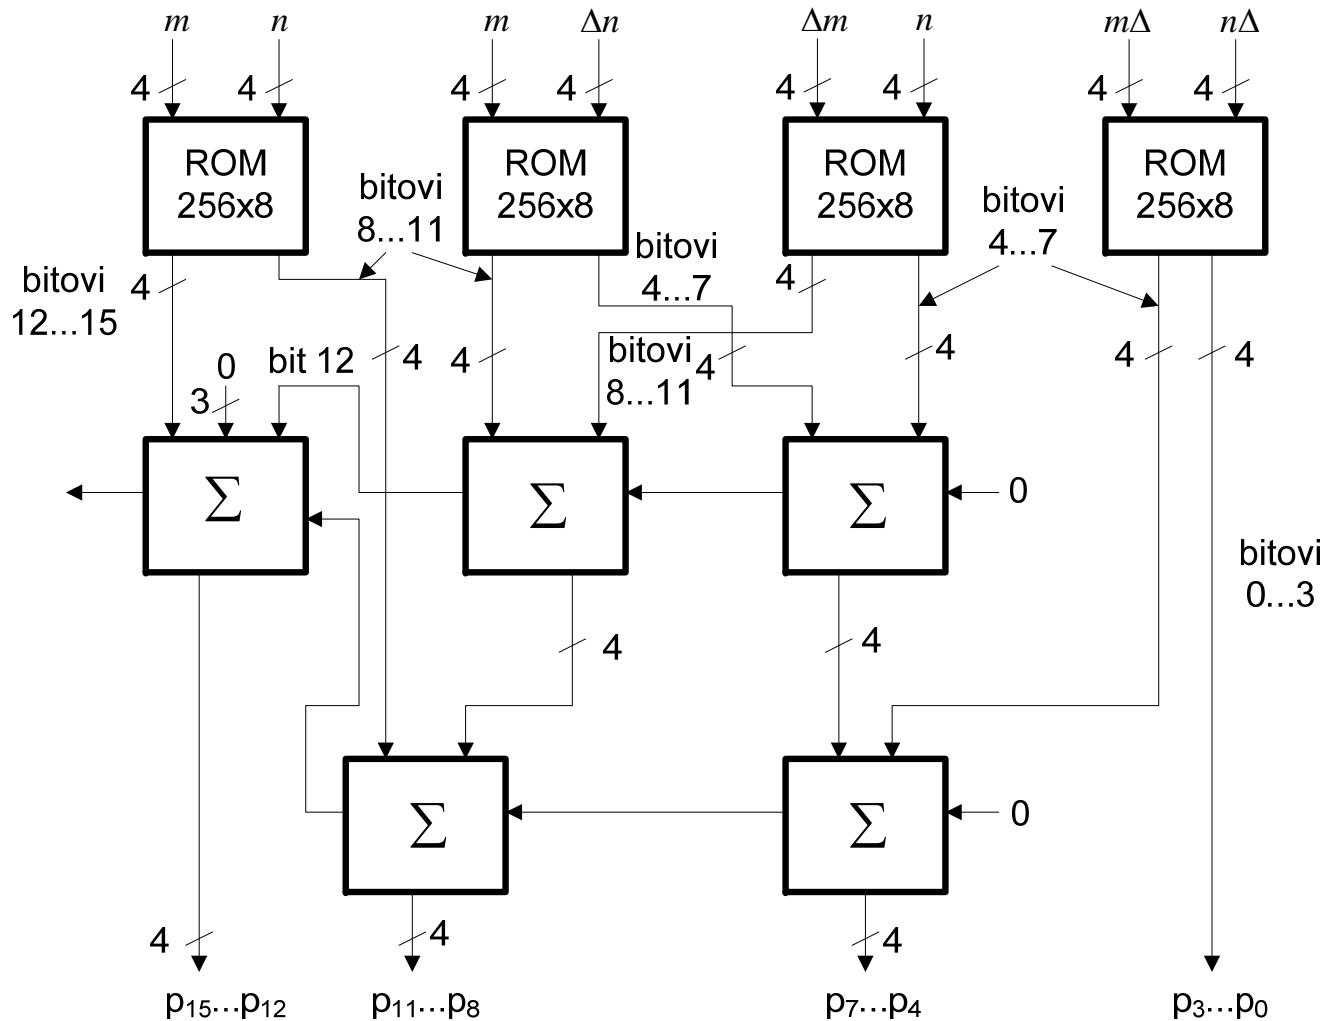 m n m Δn Δm n mΔ nΔ
4 4 4 4 4 4 4 4
ROM ROM ROM ROM
256x8 256x8 256x8 256x8
bitovi
8...11
bitovi
4...7
bitovi
4...7
bitovi
12...15
4
4
0
3
bit 12
4
4
bitovi
8...11
4
4
4
4
Σ Σ Σ
0
bitovi
0...3
4
4
Σ Σ
0
4
4
4
p₁₅...p₁₂ p₁₁...p₈ p₇...p₄ p₃...p₀